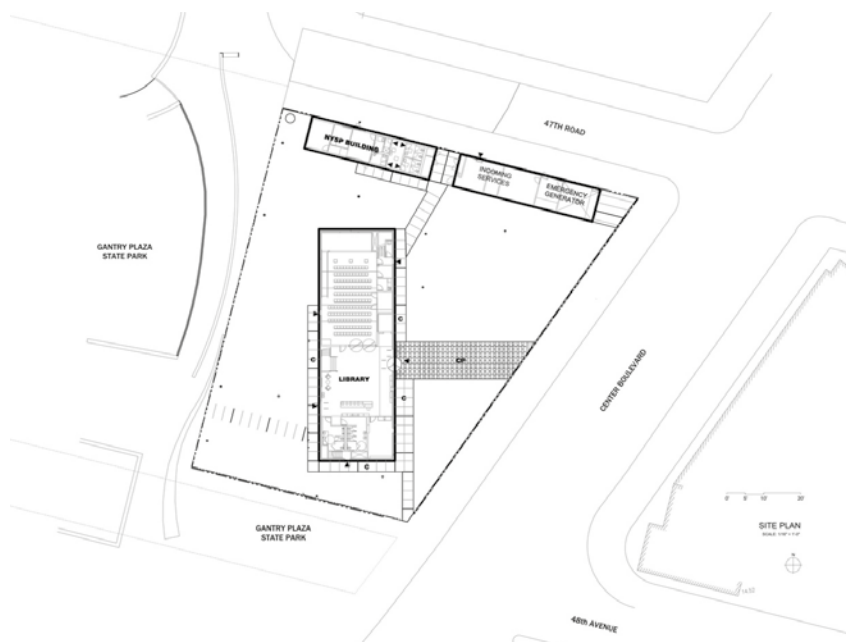 47TH ROAD
NYSP BUILDING
INCOMING
SERVICES
EMERGENCY
GENERATOR
GANTRY PLAZA
STATE PARK
C
C
CP
LIBRARY
C
CENTER BOULEVARD
C
GANTRY PLAZA
STATE PARK
SITE PLAN
N
48th AVENUE